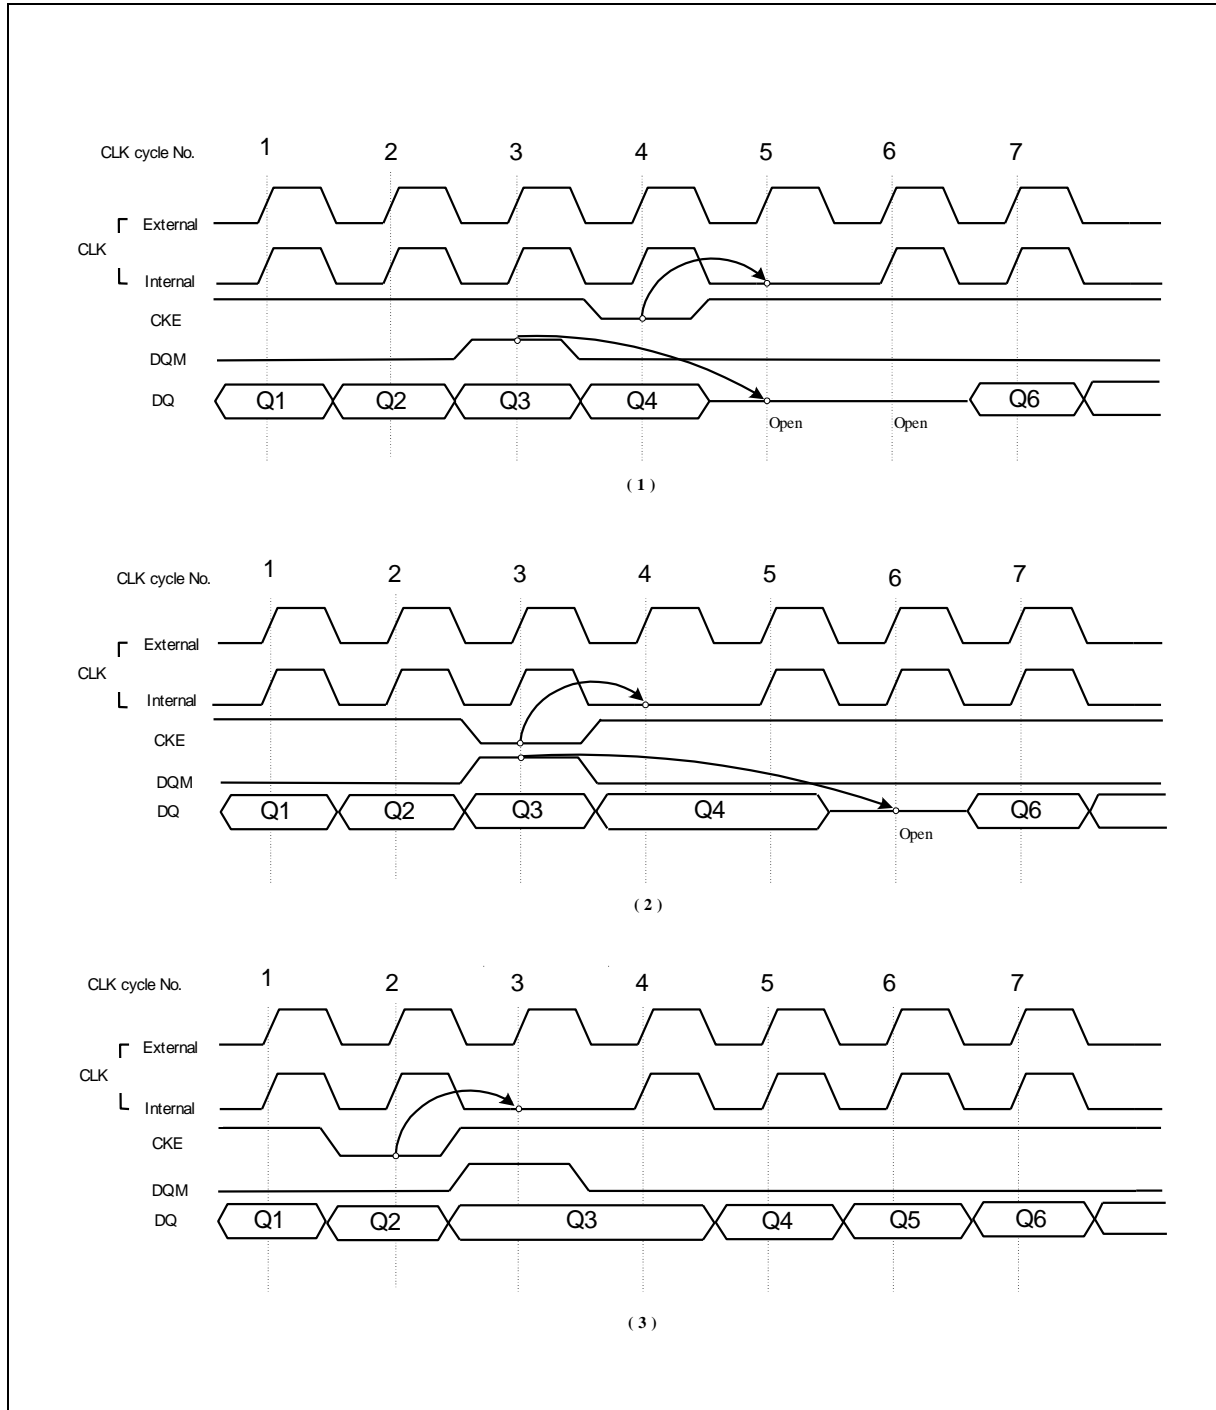 CLK cycle No. 1 2 3 4 5 6 7
External
CLK
Internal
CKE
DQM
DQ Q1 Q2 Q3 Q4 Q6
Open Open
( 1 )
CLK cycle No. 1 2 3 4 5 6 7
External
CLK
Internal
CKE
DQM
DQ Q1 Q2 Q3 Q4 Q6
Open
( 2 )
CLK cycle No. 1 2 3 4 5 6 7
External
CLK
Internal
CKE
DQM
DQ Q1 Q2 Q3 Q4 Q5 Q6
( 3 )